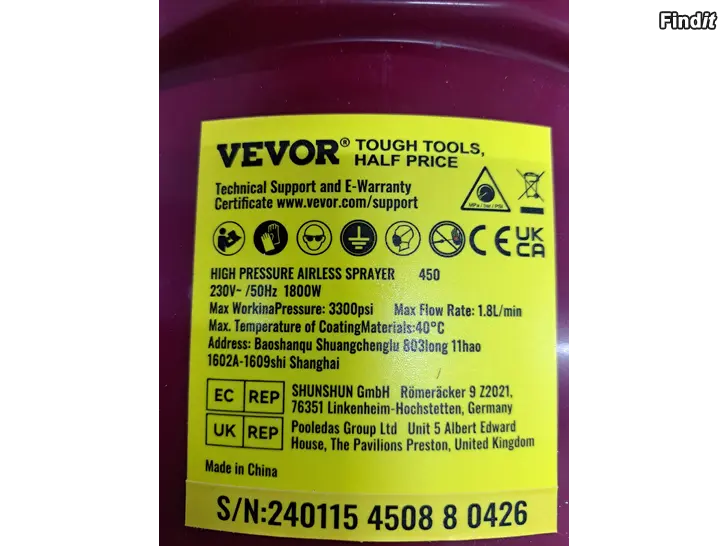 Findit
VEVOR® TOUGH TOOLS,
HALF PRICE
Technical Support and E-Warranty
Certificate www.vevor.com/support
MPa / bar / PSI
CE UK
CA
HIGH PRESSURE AIRLESS SPRAYER 450
230V~ /50Hz 1800W
Max WorkinaPressure: 3300psi Max Flow Rate: 1.8L/min
Max. Temperature of CoatingMaterials:40°C
Address: Baoshanqu Shuangchenglu 803long 11hao
1602A-1609shi Shanghai
EC REP SHUNSHUN GmbH Römeräcker 9 Z2021,
76351 Linkenheim-Hochstetten, Germany
UK REP Pooledas Group Ltd Unit 5 Albert Edward
House, The Pavilions Preston, United Kingdom
Made in China
S/N:240115 4508 8 0426